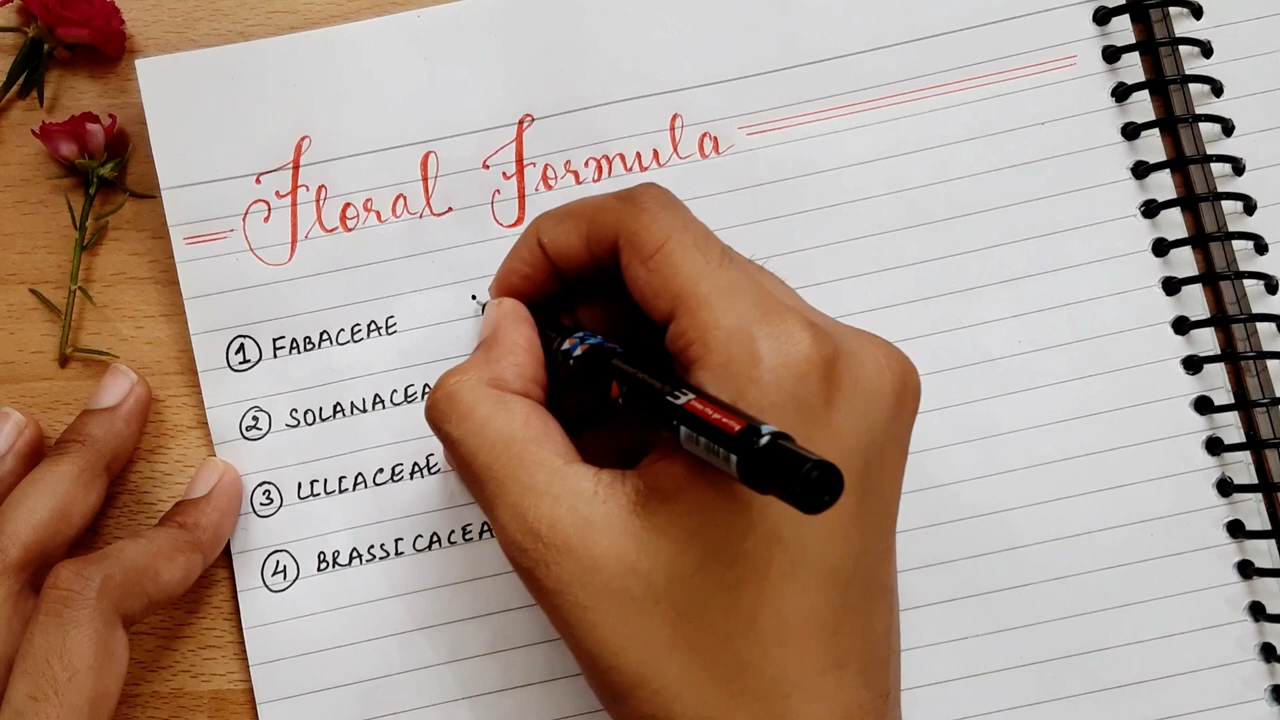 Floral Formula
① FABACEAE
② SOLANACEA
③ LILIACEAE
④ BRASSICACEA